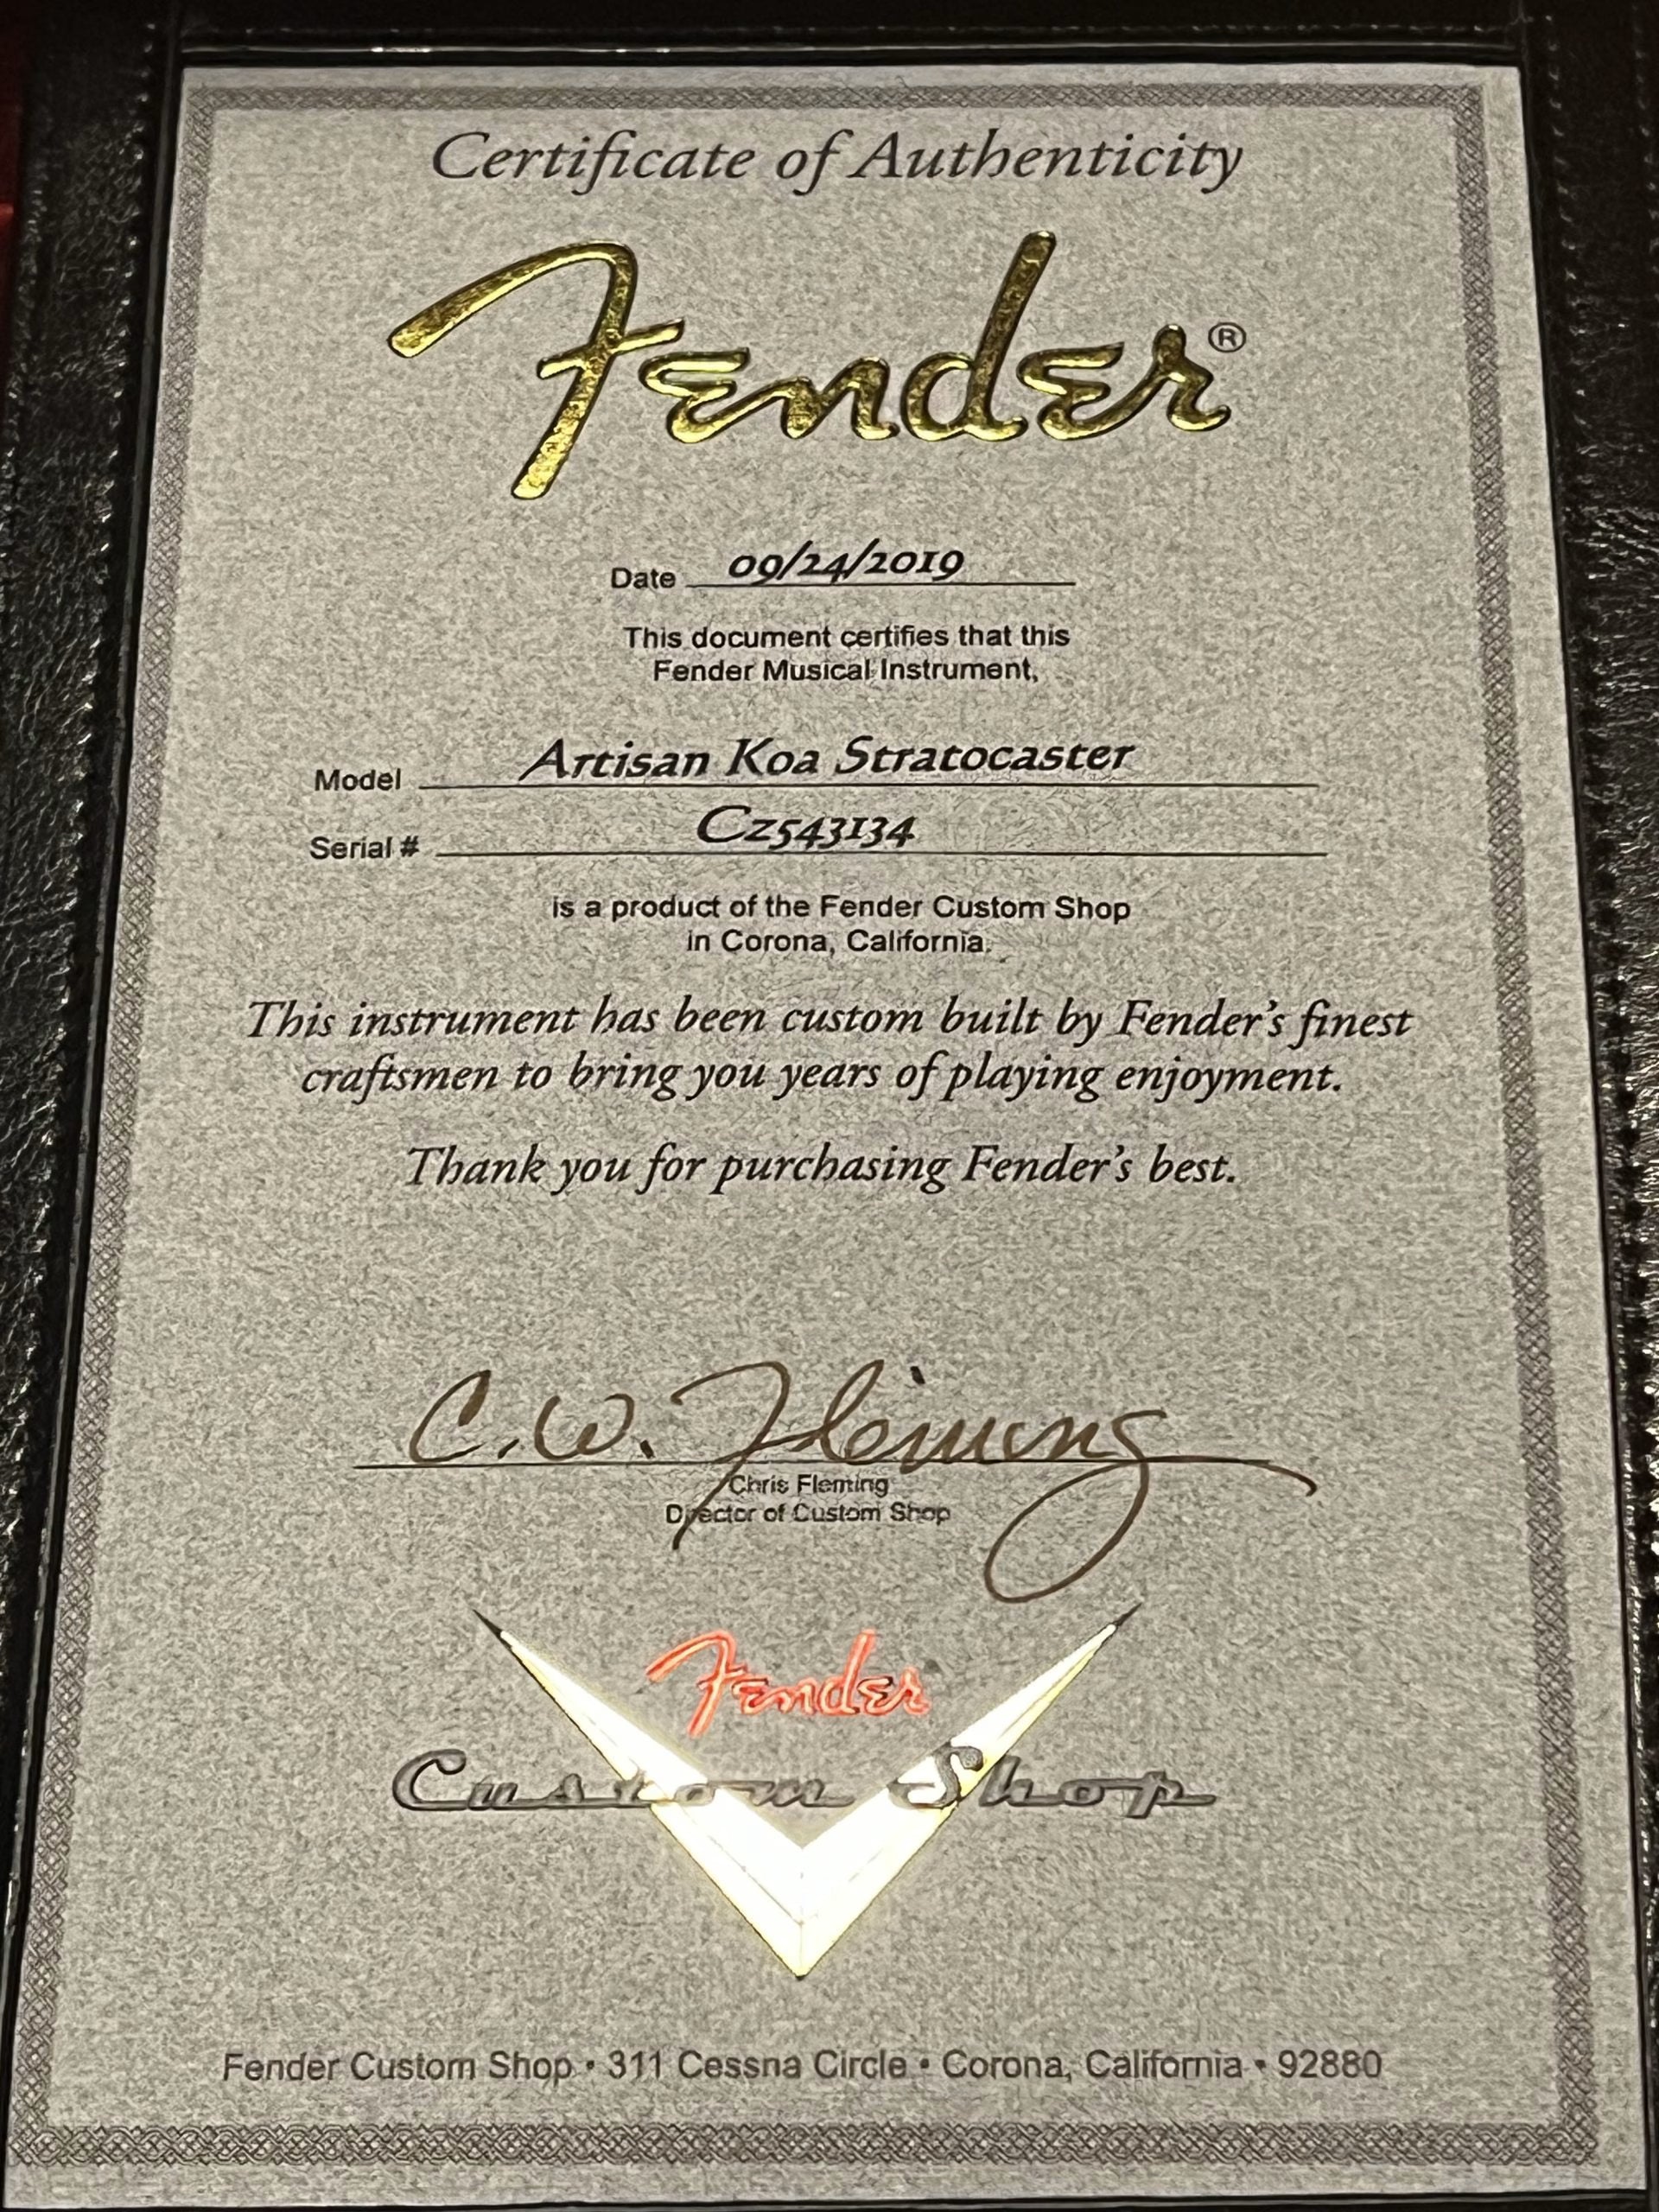 Certificate of Authenticity
Fender®
Date 09/24/2019
This document certifies that this
Fender Musical Instrument,
Model Artisan Koa Stratocaster
Serial # CZ543134
is a product of the Fender Custom Shop
in Corona, California.
This instrument has been custom built by Fender's finest
craftsmen to bring you years of playing enjoyment.
Thank you for purchasing Fender's best.
C. W. Fleming
Chris Fleming
Director of Custom Shop
Fender
Custom Shop
Fender Custom Shop • 311 Cessna Circle • Corona, California • 92880